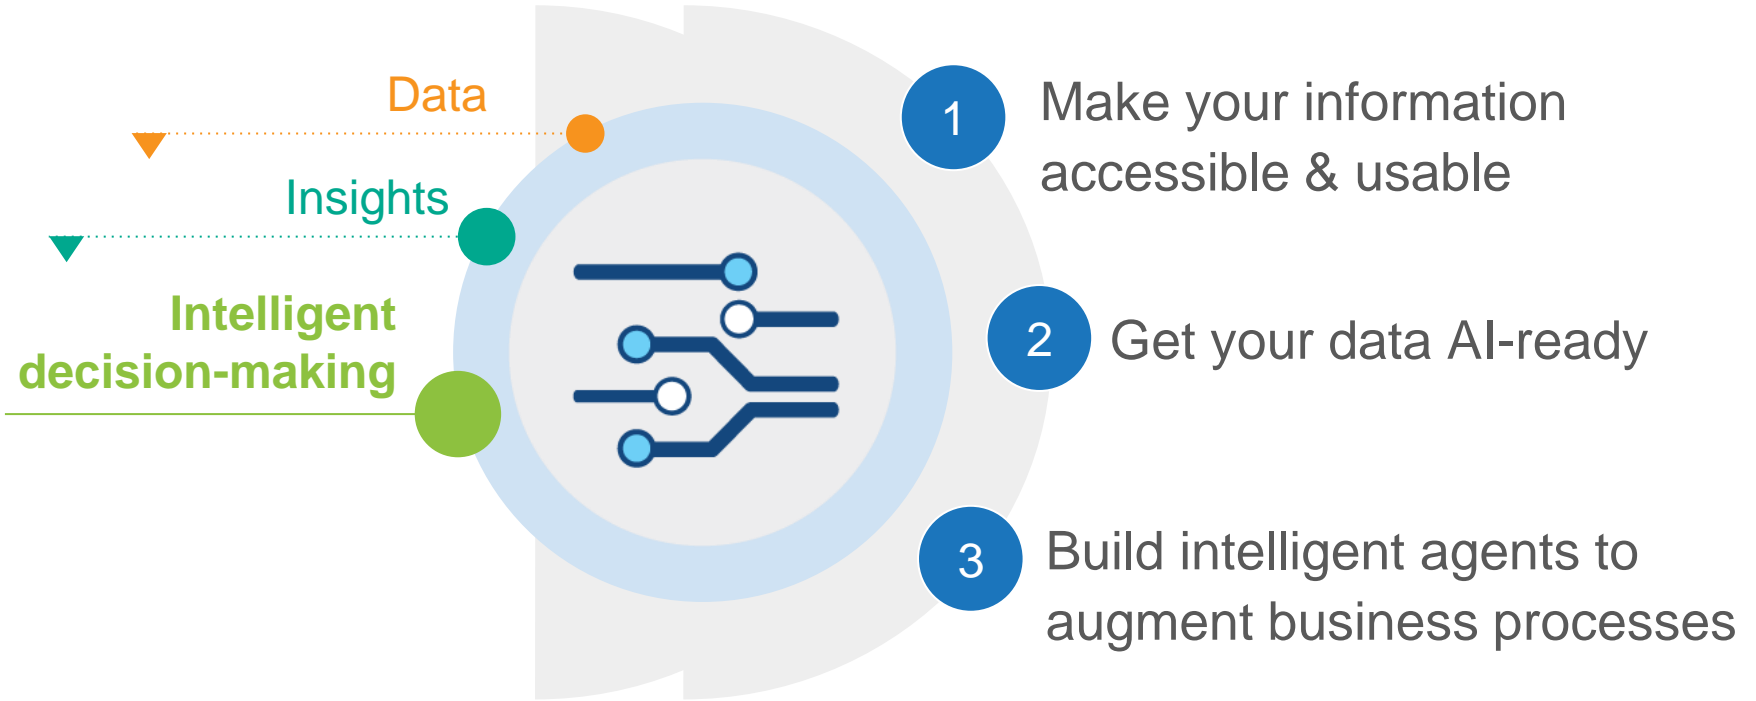 Data
Insights
Intelligent
decision-making
1
Make your information
accessible & usable
2
Get your data AI-ready
3
Build intelligent agents to
augment business processes